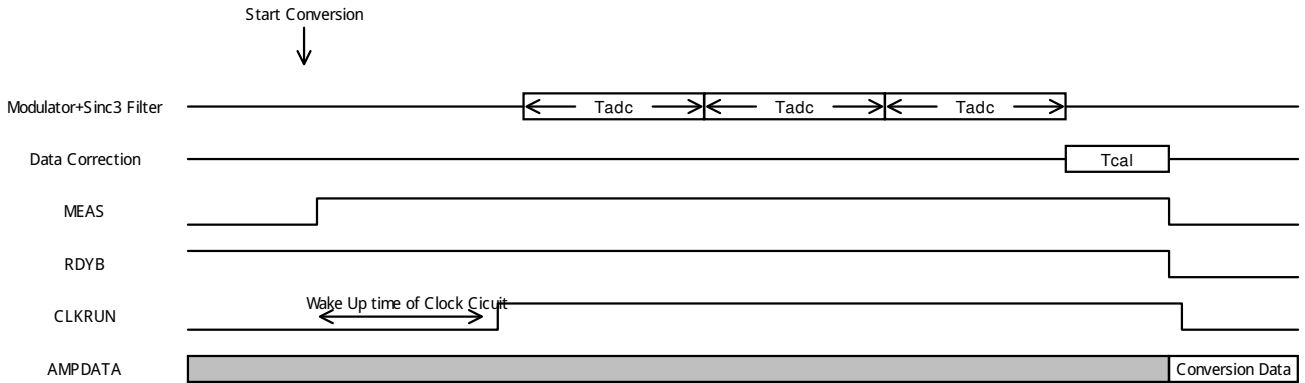 Start Conversion
Modulator+Sinc3 Filter
Tadc Tadc Tadc
Data Correction
Tcal
MEAS
RDYB
Wake Up time of Clock Cicuit
CLKRUN
AMPDATA
Conversion Data